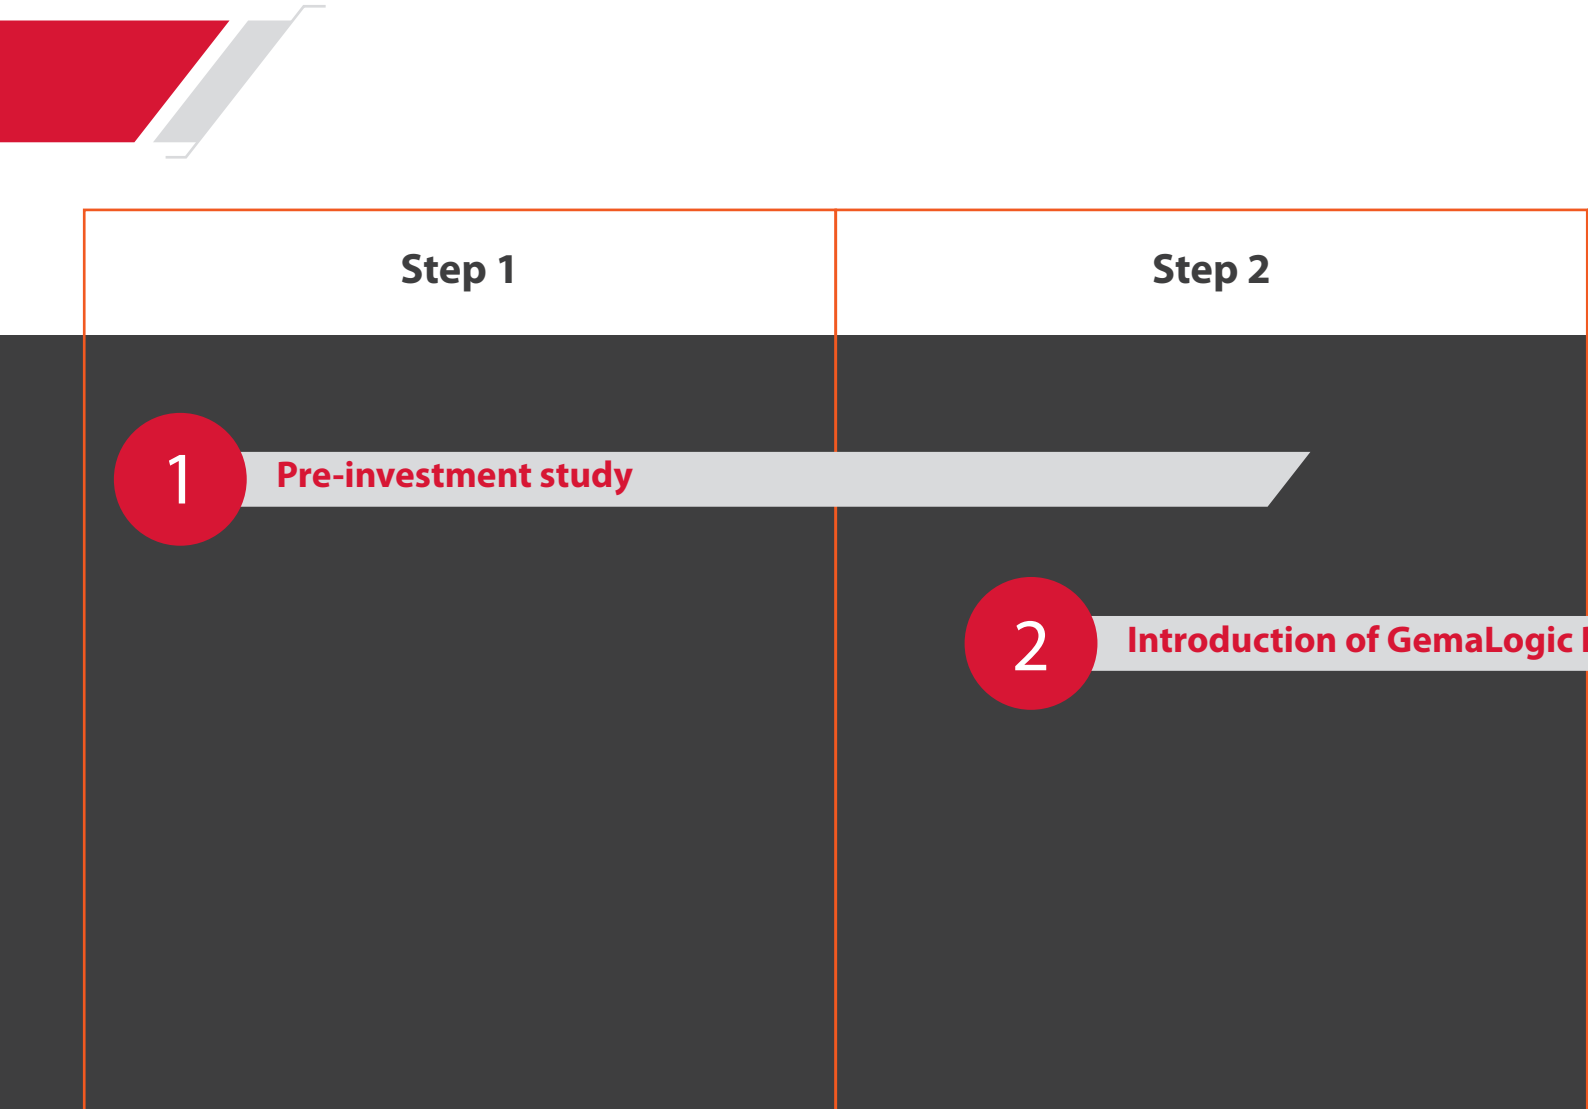 Step 1
Step 2
1
Pre-investment study
2
Introduction of GemaLogic